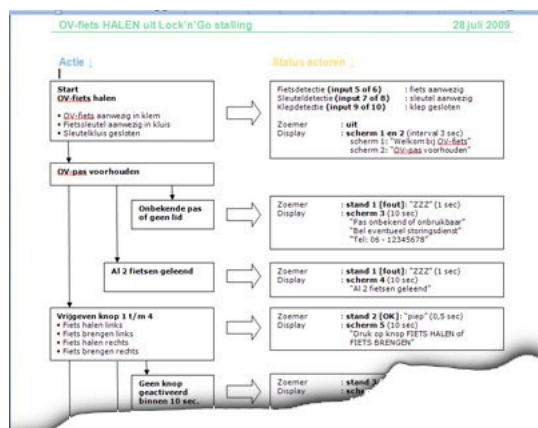 OV-fiets HALEN uit Lock'n'Go stalling
28 juli 2009
Actie ↓
Status actoren ↓
Start
OV-fiets halen
• OV-fiets aanwezig in klem
• Fietssleutel aanwezig in kluis
• Sleutelkluis gesloten
Fietsdetectie (input 5 of 6) : fiets aanwezig
Sleuteldetectie (input 7 of 8) : sleutel aanwezig
Klepdetectie (input 9 of 10) : klep gesloten
Zoemer : uit
Display : scherm 1 en 2 (interval 3 sec)
scherm 1: "Welkom bij OV-fiets"
scherm 2: "OV-pas voorhouden"
OV-pas voorhouden
Onbekende pas
of geen lid
Zoemer : stand 1 [fout]: "ZZZ" (1 sec)
Display : scherm 3 (10 sec)
"Pas onbekend of onbruikbaar"
"Bel eventueel storingsdienst"
"Tel: 06 - 12345678"
Al 2 fietsen geleend
Zoemer : stand 1 [fout]: "ZZZ" (1 sec)
Display : scherm 4 (10 sec)
"Al 2 fietsen geleend"
Vrijgeven knop 1 t/m 4
• Fiets halen links
• Fiets brengen links
• Fiets halen rechts
• Fiets brengen rechts
Zoemer : stand 2 [OK]: "piep" (0,5 sec)
Display : scherm 5 (10 sec)
"Druk op knop FIETS HALEN of
FIETS BRENGEN"
Geen knop
geactiveerd
binnen 10 sec.
Zoemer : stand
Display